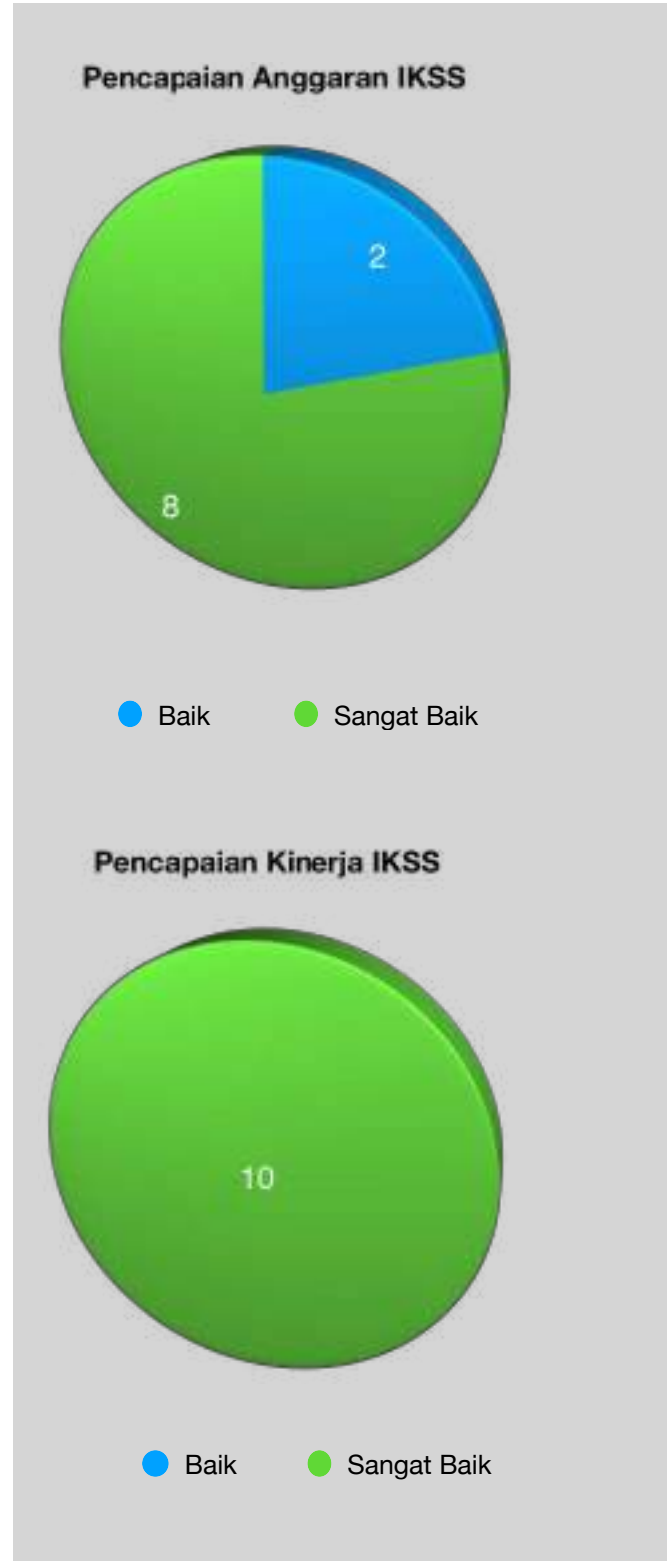 Pencapaian Anggaran IKSS
2
8
Baik Sangat Baik
Pencapaian Kinerja IKSS
10
Baik Sangat Baik